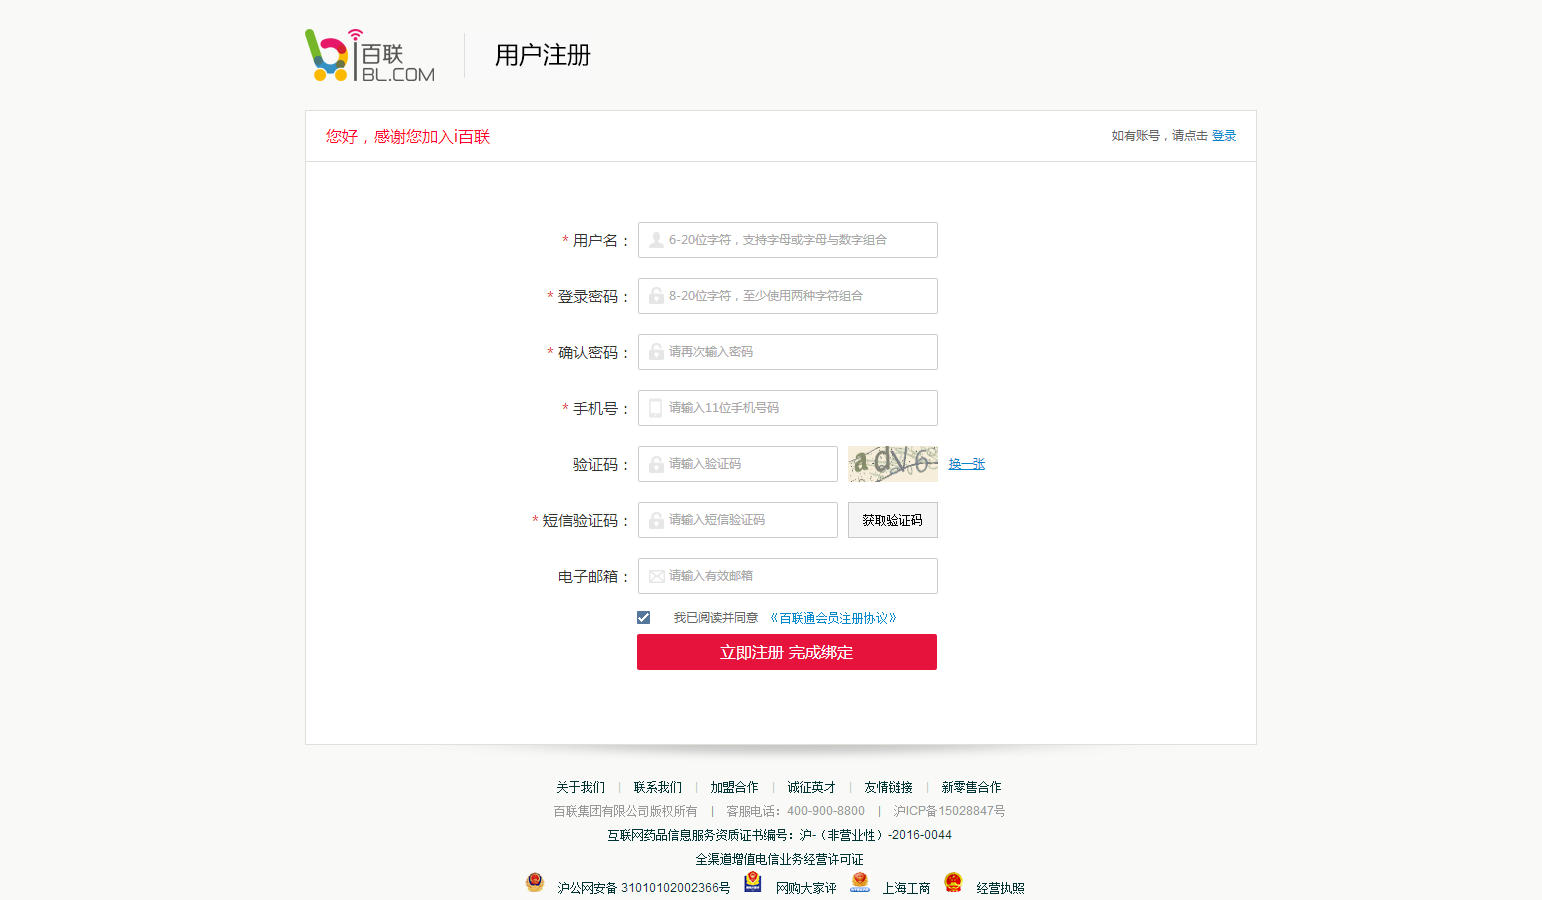 百联
BL.COM
用户注册
您好，感谢您加入i百联
如有账号，请点击 登录
* 用户名： 6-20位字符，支持字母或字母与数字组合
* 登录密码： 8-20位字符，至少使用两种字符组合
* 确认密码： 请再次输入密码
* 手机号： 请输入11位手机号码
验证码： 请输入验证码 adV6 换一张
* 短信验证码： 请输入短信验证码 获取验证码
电子邮箱： 请输入有效邮箱
我已阅读并同意 《百联通会员注册协议》
立即注册 完成绑定
关于我们 | 联系我们 | 加盟合作 | 诚征英才 | 友情链接 | 新零售合作
百联集团有限公司版权所有 | 客服电话：400-900-8800 | 沪ICP备15028847号
互联网药品信息服务资质证书编号：沪-（非营业性）-2016-0044
全渠道增值电信业务经营许可证
沪公网安备 31010102002366号 网购大家评 上海工商 经营执照